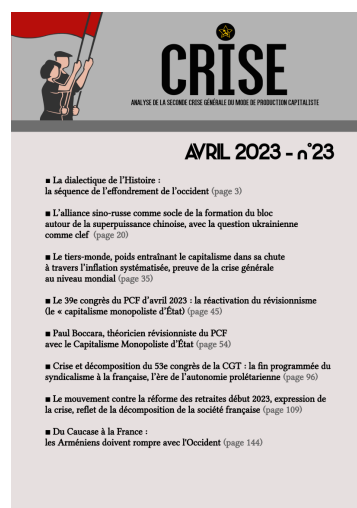 CRISE
ANALYSE DE LA SECONDE CRISE GÉNÉRALE DU MODE DE PRODUCTION CAPITALISTE
AVRIL 2023 - n°23
■ La dialectique de l'Histoire :
la séquence de l'effondrement de l'occident (page 3)
■ L'alliance sino-russe comme socle de la formation du bloc
autour de la superpuissance chinoise, avec la question ukrainienne
comme clef (page 20)
■ Le tiers-monde, poids entraînant le capitalisme dans sa chute
à travers l'inflation systématisée, preuve de la crise générale
au niveau mondial (page 35)
■ Le 39e congrès du PCF d'avril 2023 : la réactivation du révisionnisme
(le « capitalisme monopoliste d'État) (page 45)
■ Paul Boccara, théoricien révisionniste du PCF
avec le Capitalisme Monopoliste d'État (page 54)
■ Crise et décomposition du 53e congrès de la CGT : la fin programmée du
syndicalisme à la française, l'ère de l'autonomie prolétarienne (page 96)
■ Le mouvement contre la réforme des retraites début 2023, expression de
la crise, reflet de la décomposition de la société française (page 109)
■ Du Caucase à la France :
les Arméniens doivent rompre avec l'Occident (page 144)